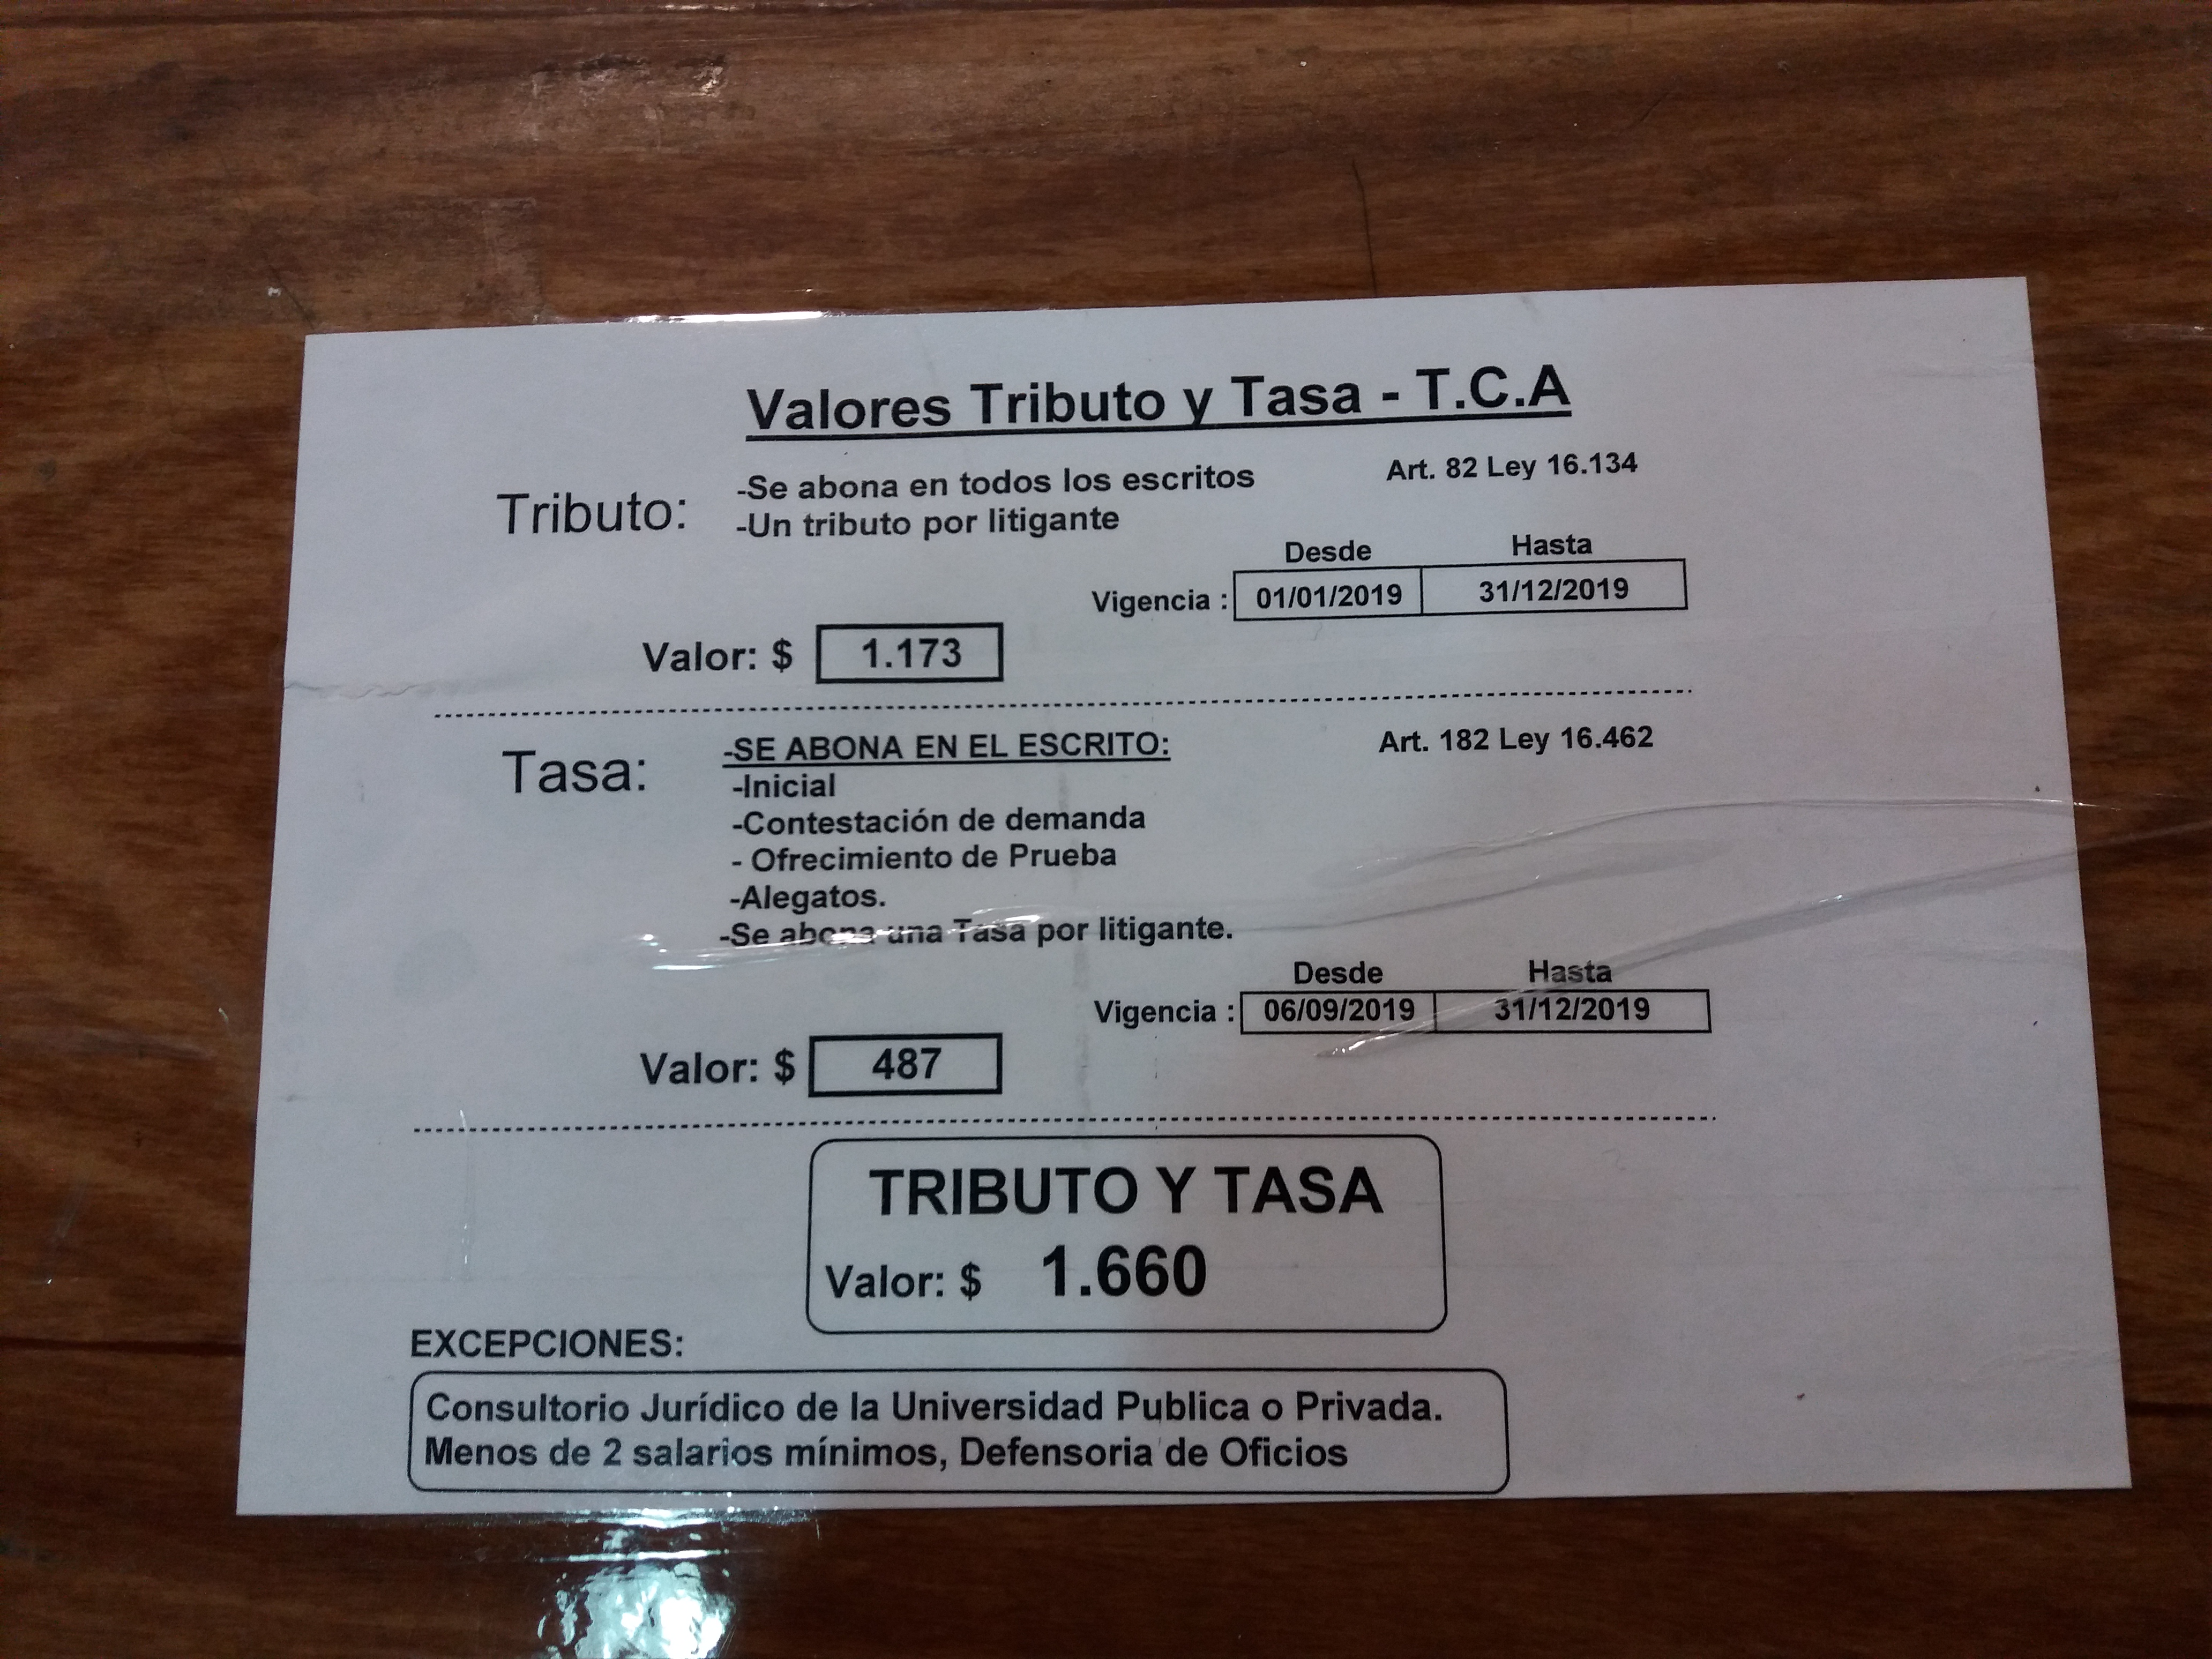 Valores Tributo y Tasa - T.C.A
Tributo:
-Se abona en todos los escritos
-Un tributo por litigante
Art. 82 Ley 16.134
Desde Hasta
Vigencia : 01/01/2019 31/12/2019
Valor: $ 1.173
Tasa:
-SE ABONA EN EL ESCRITO:
Art. 182 Ley 16.462
-Inicial
-Contestación de demanda
- Ofrecimiento de Prueba
-Alegatos.
-Se abona una Tasa por litigante.
Desde Hasta
Vigencia : 06/09/2019 31/12/2019
Valor: $ 487
TRIBUTO Y TASA
Valor: $ 1.660
EXCEPCIONES:
Consultorio Jurídico de la Universidad Publica o Privada.
Menos de 2 salarios mínimos, Defensoria de Oficios